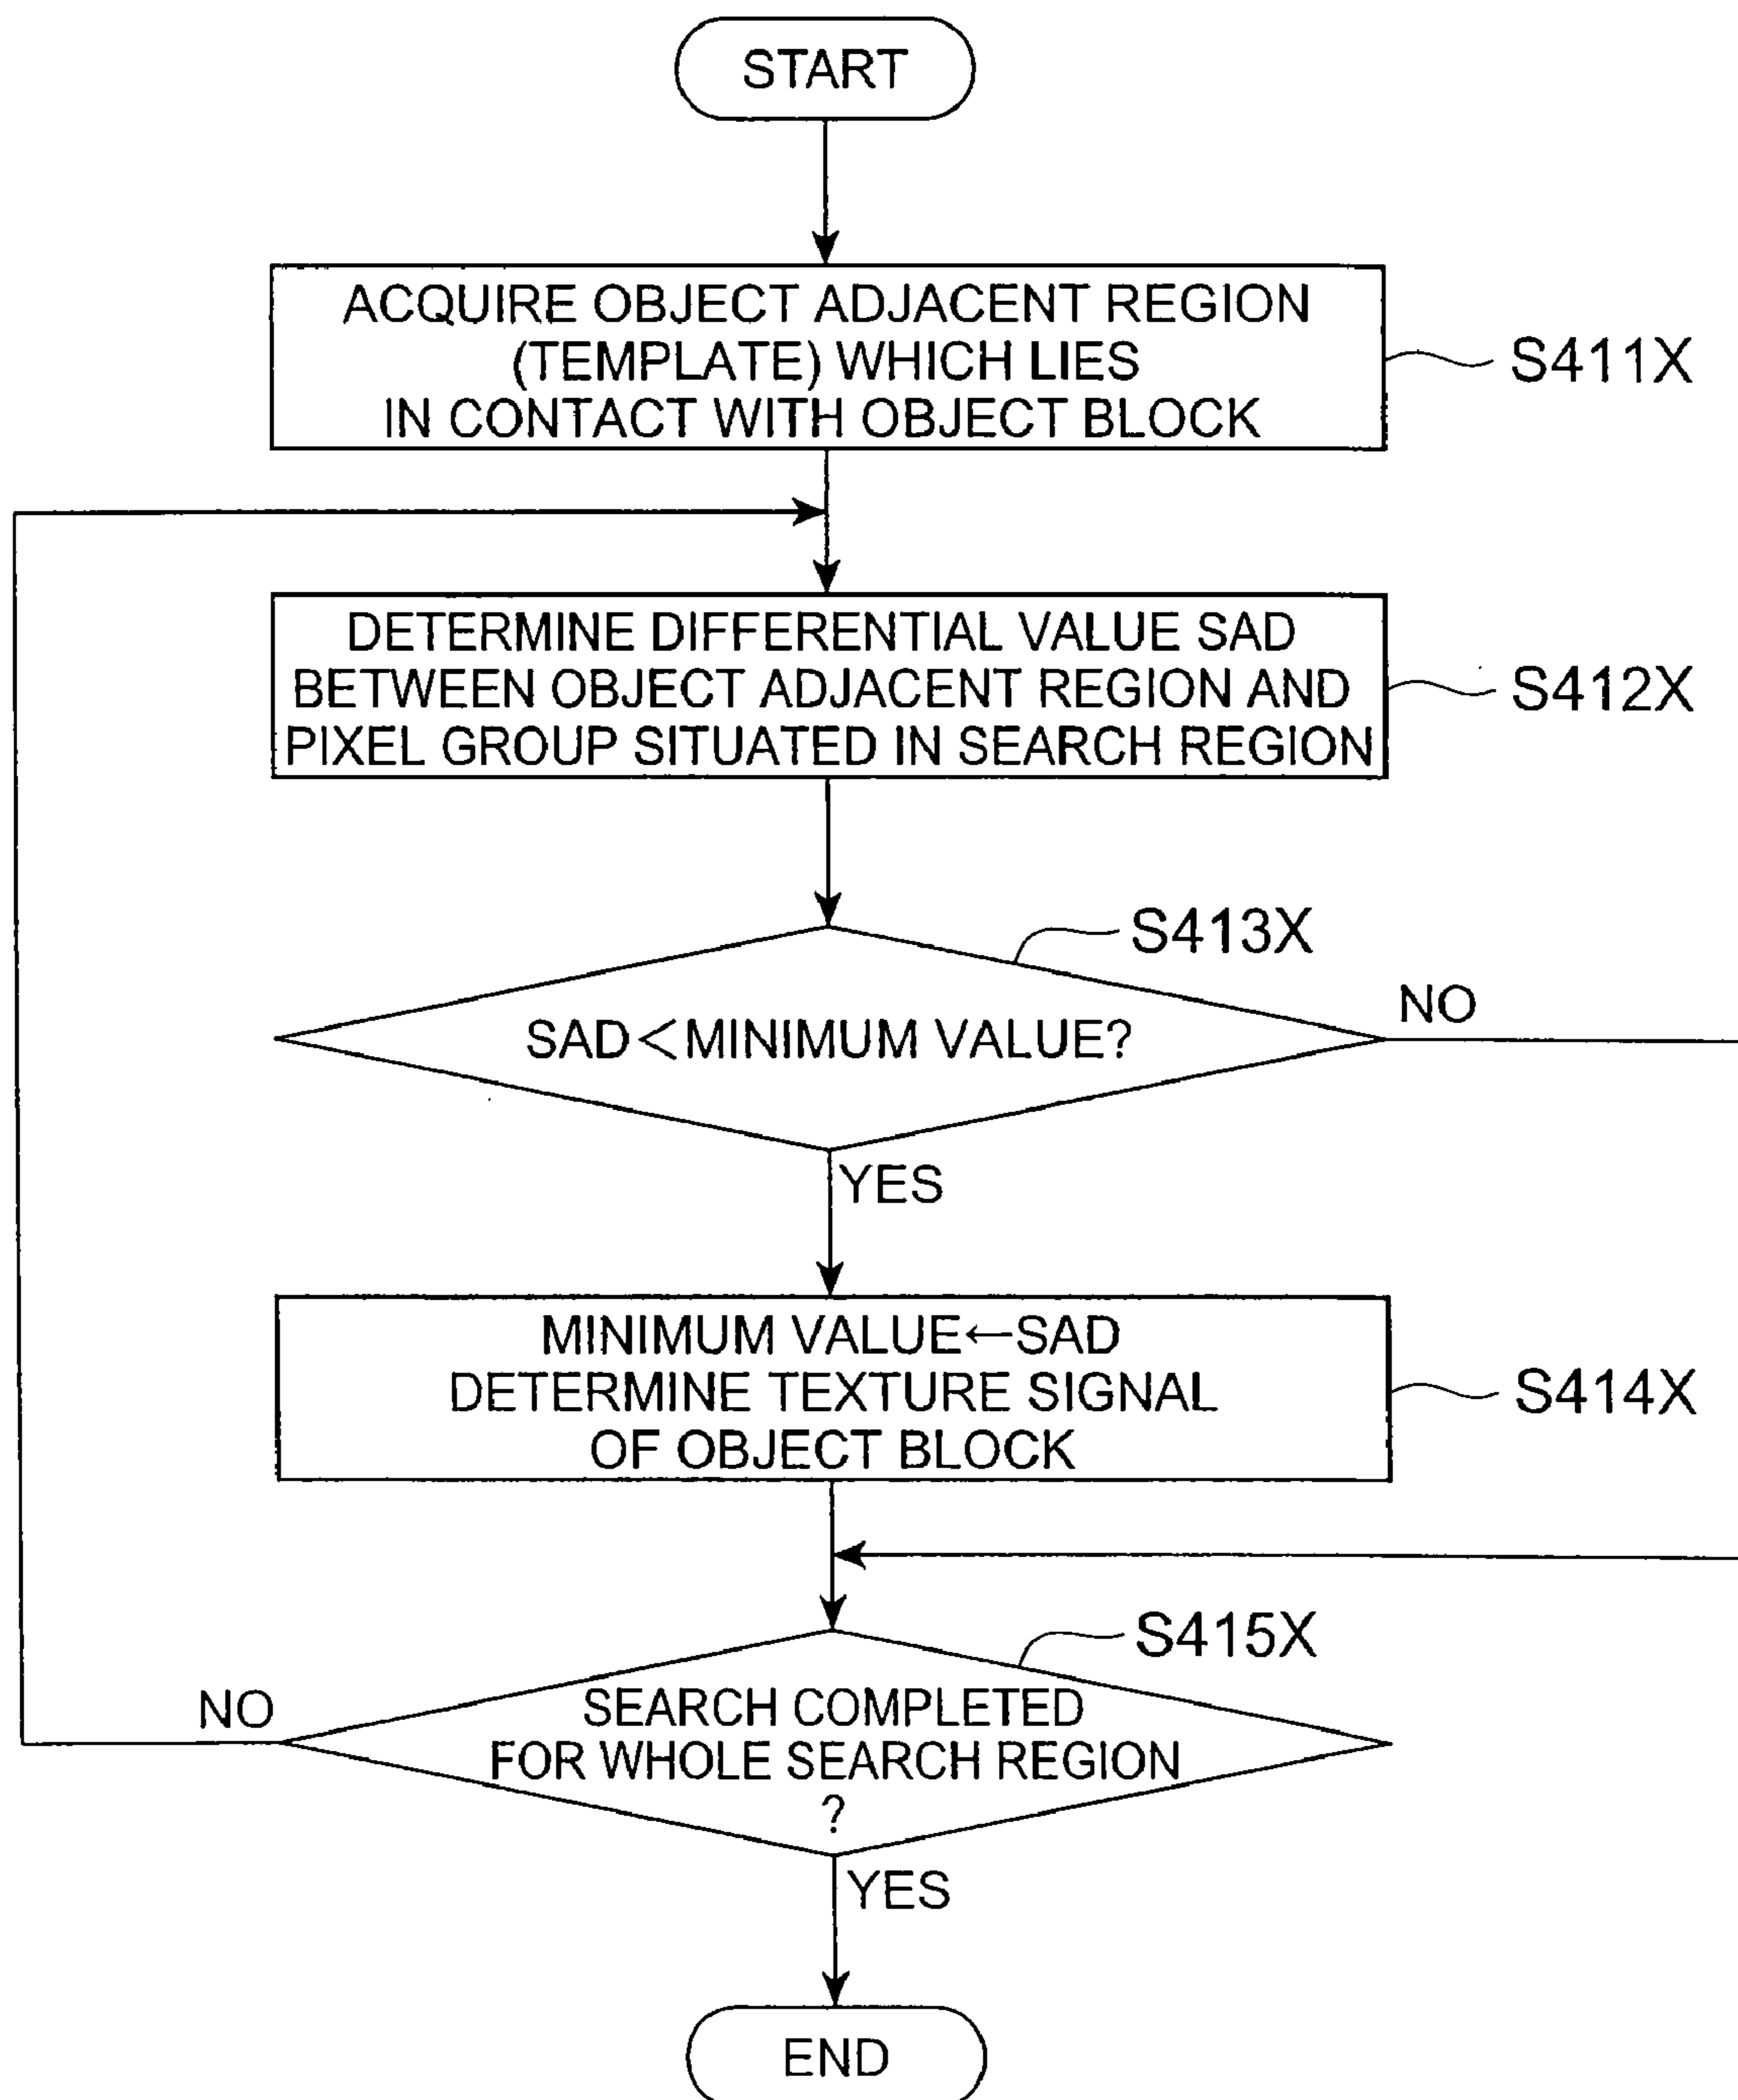 START
ACQUIRE OBJECT ADJACENT REGION
(TEMPLATE) WHICH LIES
IN CONTACT WITH OBJECT BLOCK
S411X
DETERMINE DIFFERENTIAL VALUE SAD
BETWEEN OBJECT ADJACENT REGION AND
PIXEL GROUP SITUATED IN SEARCH REGION
S412X
S413X
SAD<MINIMUM VALUE?
NO
YES
MINIMUM VALUE←SAD
DETERMINE TEXTURE SIGNAL
OF OBJECT BLOCK
S414X
S415X
SEARCH COMPLETED
FOR WHOLE SEARCH REGION
?
NO
YES
END